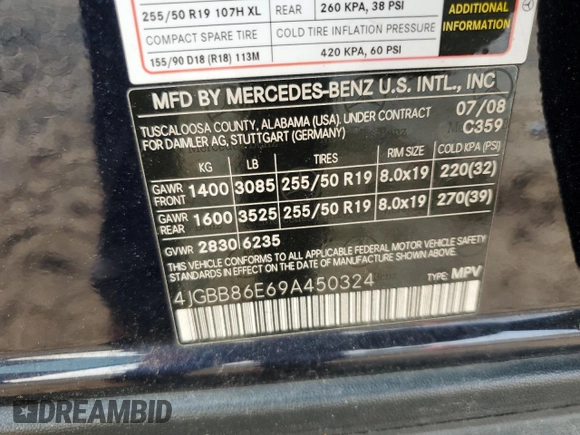 255/50 R19 107H XL REAR 260 KPA, 38 PSI ADDITIONAL INFORMATION
COMPACT SPARE TIRE COLD TIRE INFLATION PRESSURE
155/90 D18 (R18) 113M 420 KPA, 60 PSI
MFD BY MERCEDES-BENZ U.S. INTL., INC
TUSCALOOSA COUNTY, ALABAMA (USA). UNDER CONTRACT 07/08
FOR DAIMLER AG, STUTTGART (GERMANY) C359
KG LB TIRES RIM SIZE COLD KPA (PSI)
GAWR FRONT 1400 3085 255/50 R19 8.0x19 220(32)
GAWR REAR 1600 3525 255/50 R19 8.0x19 270(39)
GVWR 2830 6235
THIS VEHICLE CONFORMS TO ALL APPLICABLE FEDERAL MOTOR VEHICLE SAFETY
STANDARDS IN EFFECT ON THE DATE OF MANUFACTURE SHOWN ABOVE.
4JGBB86E69A450324 TYPE: MPV
DREAMBID